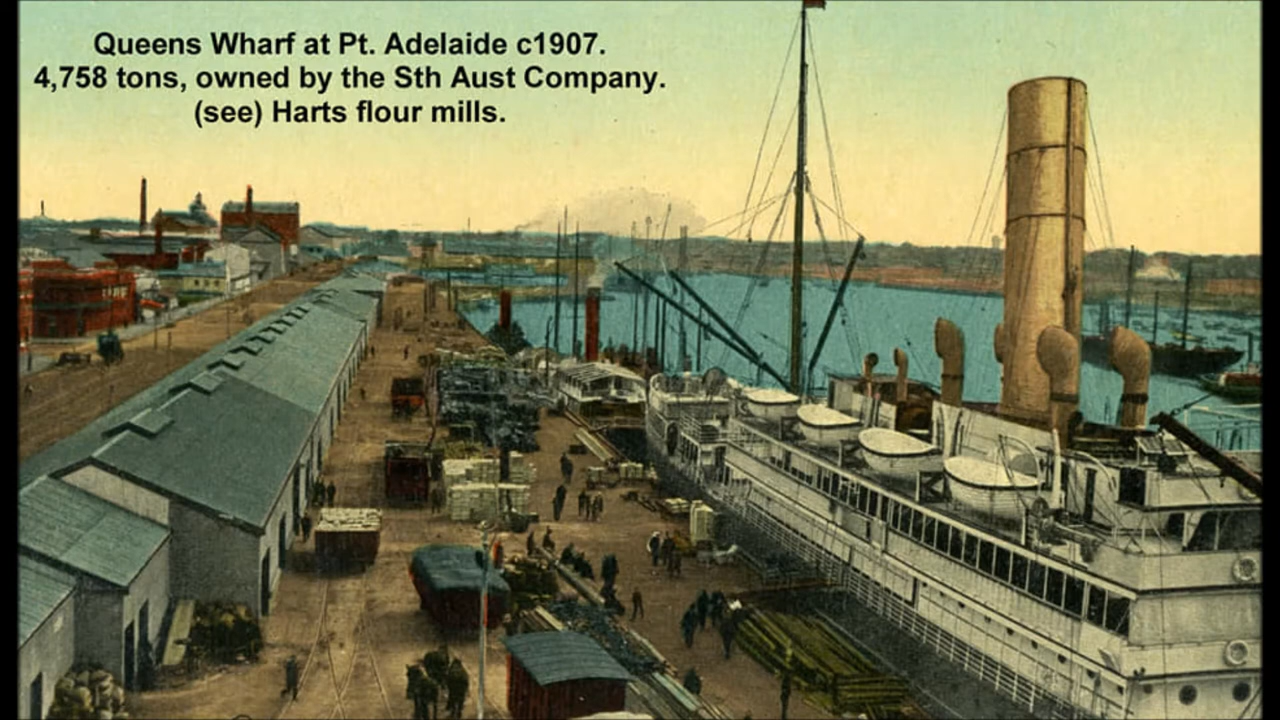 Queens Wharf at Pt. Adelaide c1907.
4,758 tons, owned by the Sth Aust Company.
(see) Harts flour mills.